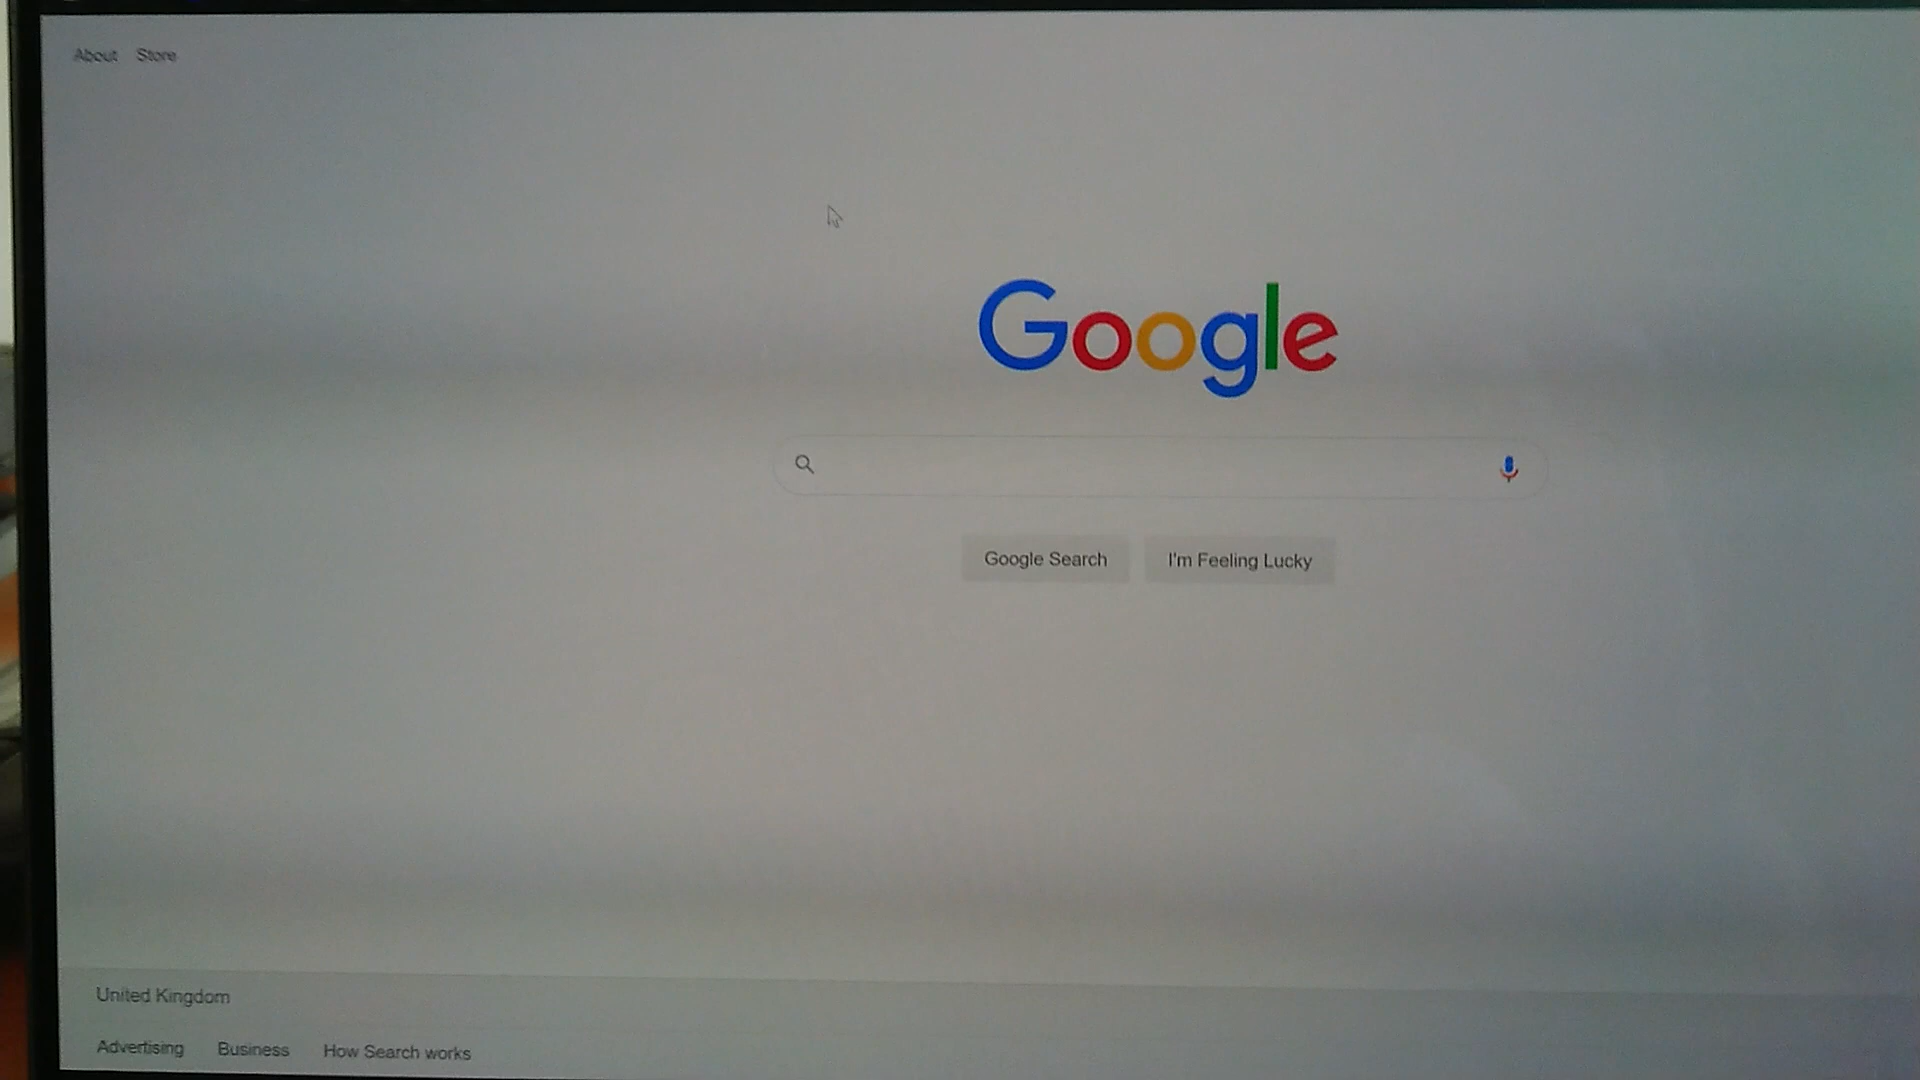 About Store
Google
Google Search I'm Feeling Lucky
United Kingdom
Advertising Business How Search works